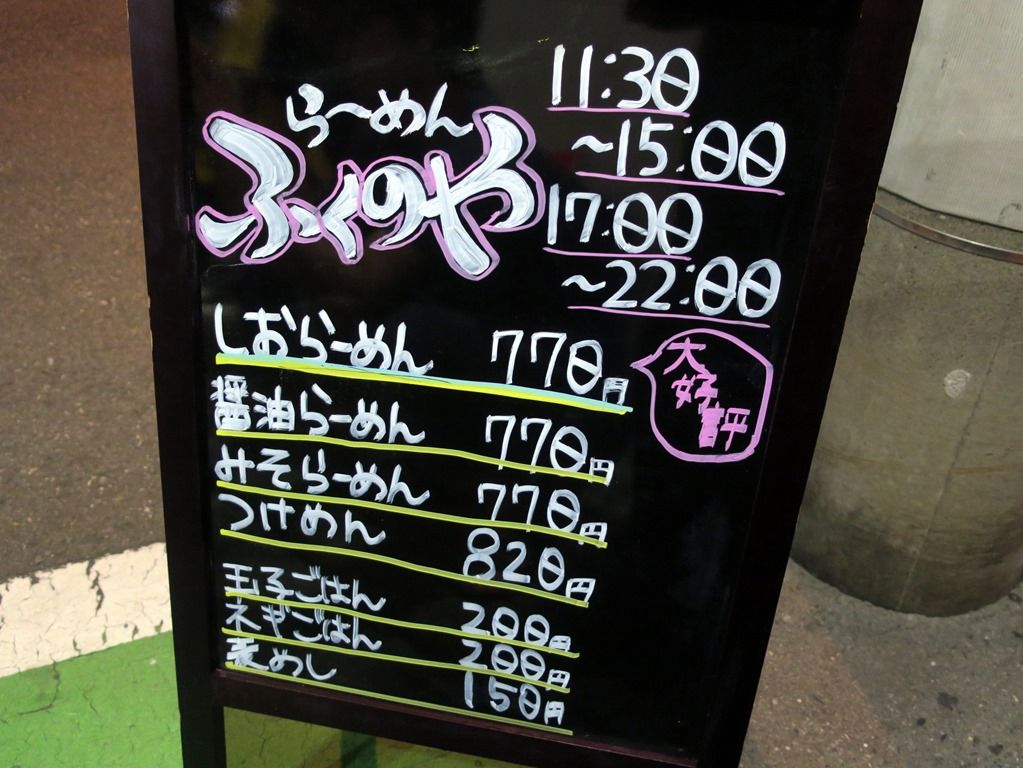 らーめん
ふくのや
11:30
~15:00
17:00
~22:00
しおらーめん 770円
大好評
醤油らーめん 770円
みそらーめん 770円
つけめん 820円
玉子ごはん 200円
ネギごはん 200円
麦めし 150円